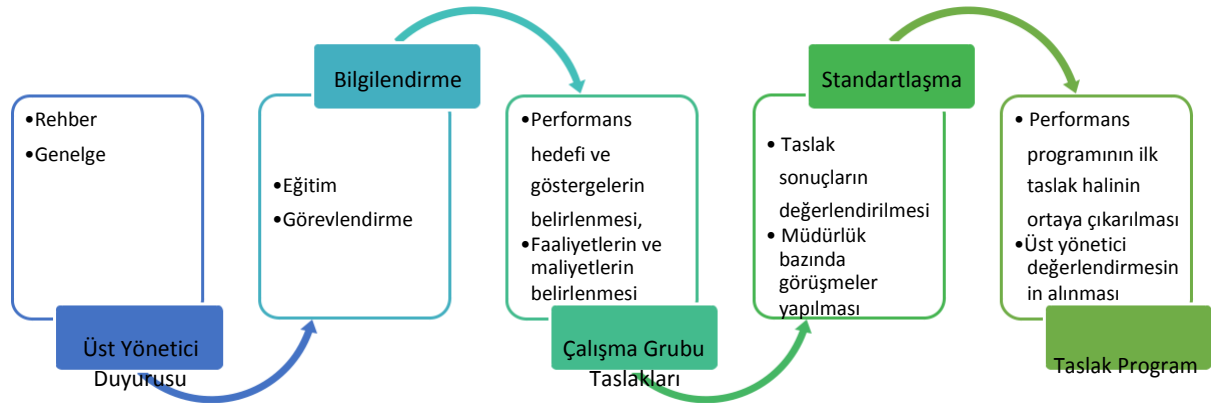 •Rehber
•Genelge
Üst Yönetici
Duyurusu
Bilgilendirme
•Eğitim
•Görevlendirme
•Performans
hedefi ve
göstergelerin
belirlenmesi,
•Faaliyetlerin ve
maliyetlerin
belirlenmesi
Çalışma Grubu
Taslakları
Standartlaşma
• Taslak
sonuçların
değerlendirilmesi
• Müdürlük
bazında
görüşmeler
yapılması
• Performans
programının ilk
taslak halinin
ortaya çıkarılması
•Üst yönetici
değerlendirmesin
in alınması
Taslak Program